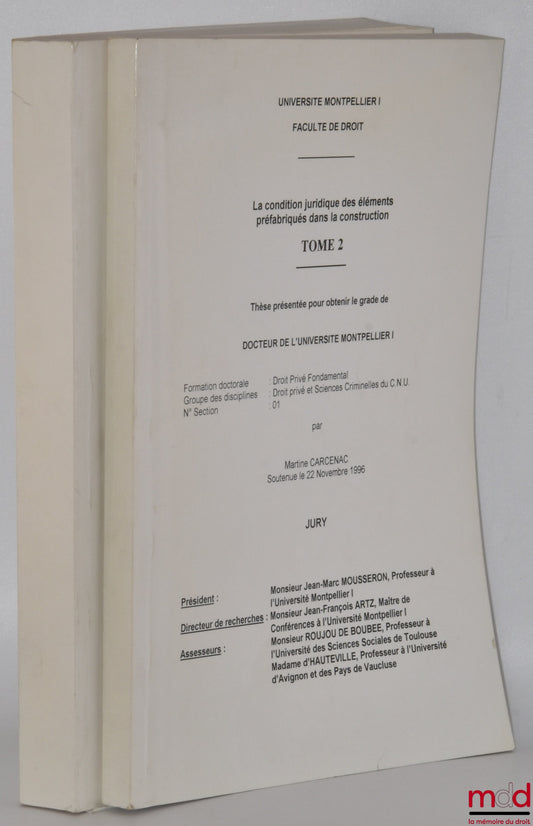 UNIVERSITE MONTPELLIER I
FACULTE DE DROIT
La condition juridique des éléments
préfabriqués dans la construction
TOME 2
Thèse présentée pour obtenir le grade de
DOCTEUR DE L'UNIVERSITE MONTPELLIER I
Formation doctorale : Droit Privé Fondamental
Groupe des disciplines : Droit privé et Sciences Criminelles du C.N.U.
N° Section : 01
par
Martine CARCENAC
Soutenue le 22 Novembre 1996
JURY
Président : Monsieur Jean-Marc MOUSSERON, Professeur à
l'Université Montpellier I
Directeur de recherches : Monsieur Jean-François ARTZ, Maître de
Conférences à l'Université Montpellier I
Assesseurs : Monsieur ROUJOU DE BOUBEE, Professeur à
l'Université des Sciences Sociales de Toulouse
Madame d'HAUTEVILLE, Professeur à l'Université
d'Avignon et des Pays de Vaucluse
mdd
la mémoire du droit